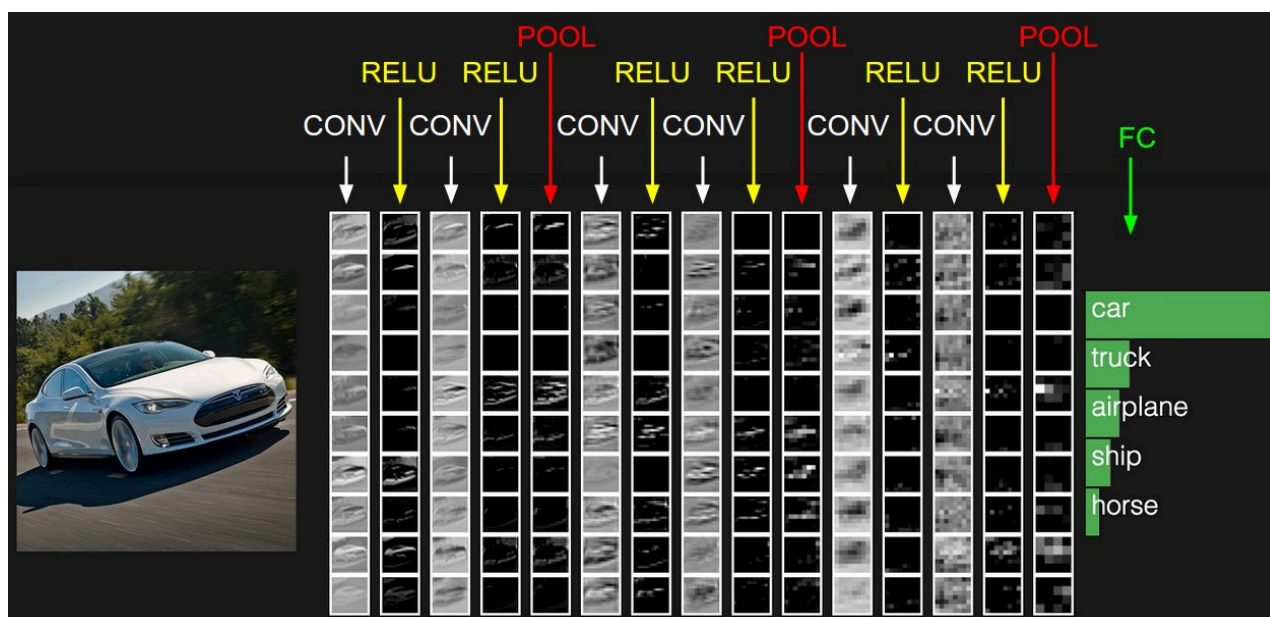 POOL POOL POOL
RELU RELU RELU RELU RELU RELU
CONV CONV CONV CONV CONV CONV
FC
car
truck
airplane
ship
horse